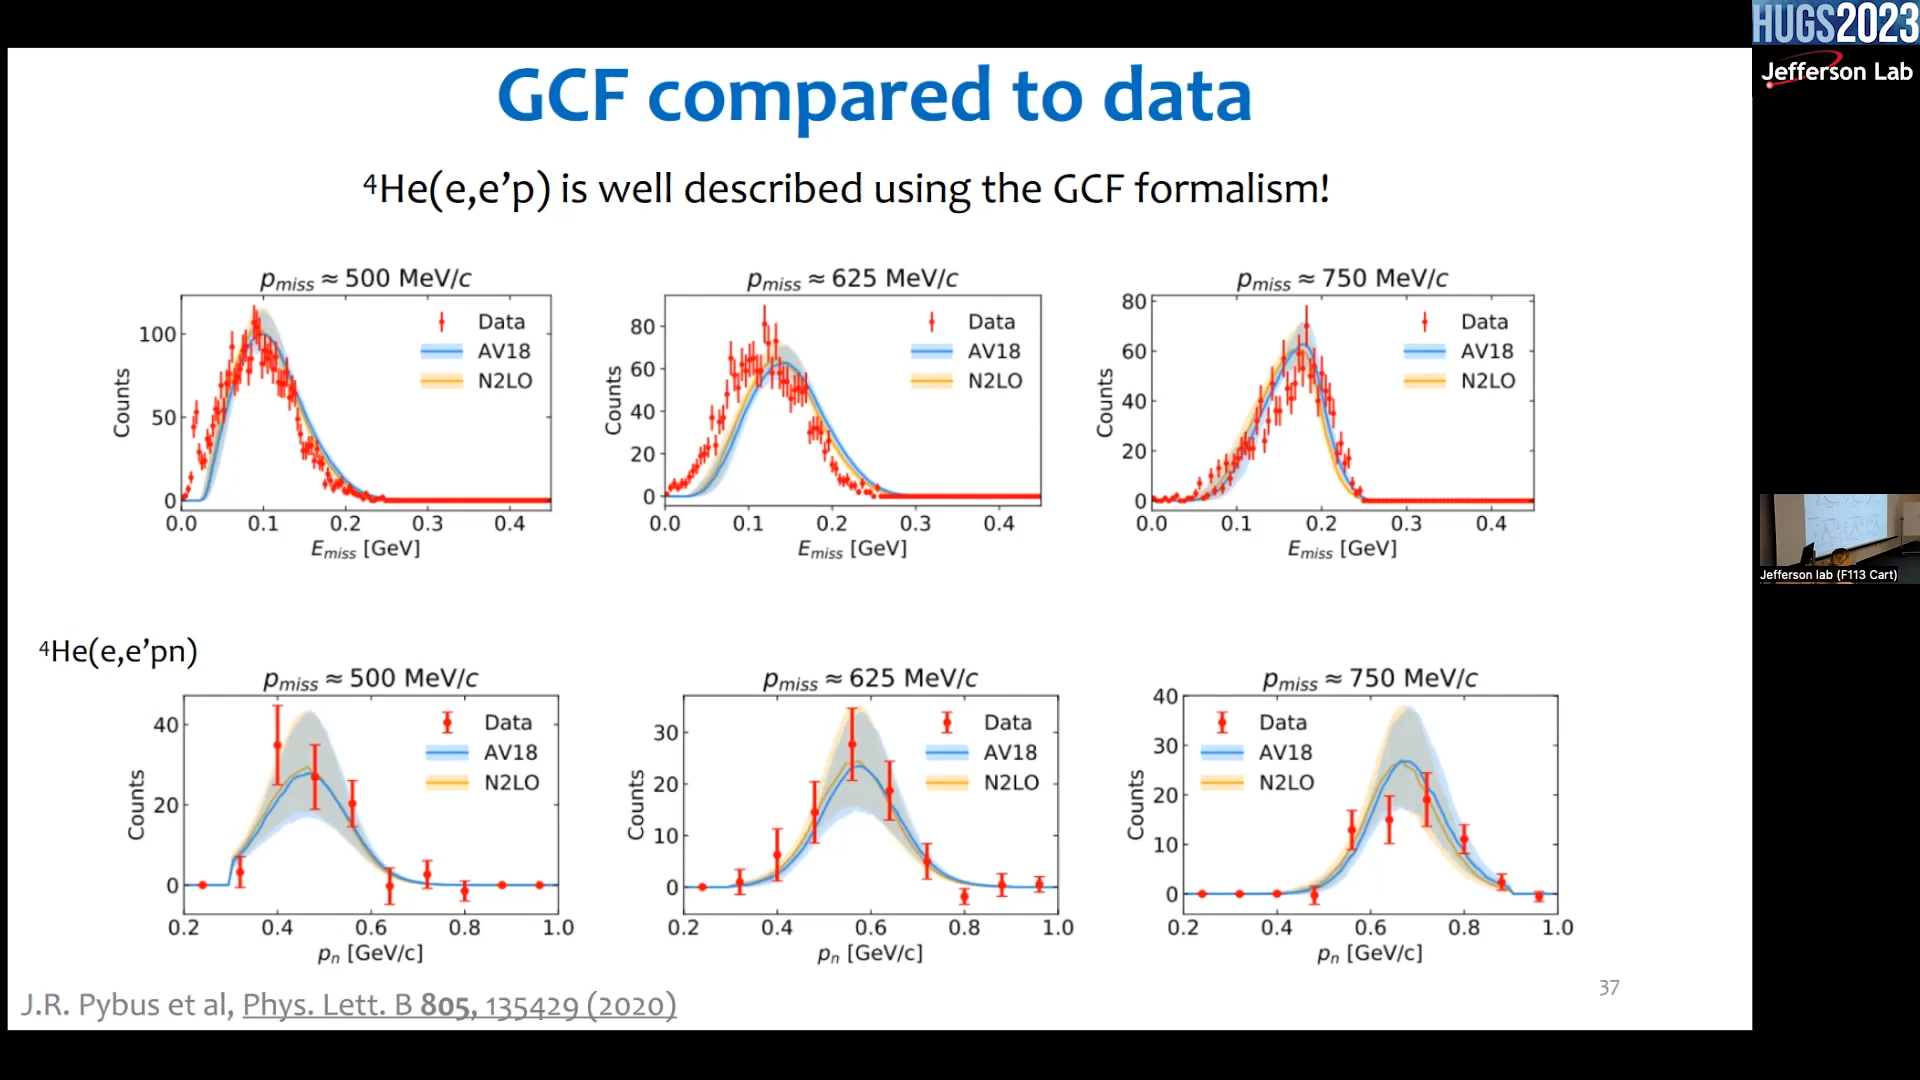 HUGS2023
Jefferson Lab
GCF compared to data
⁴He(e,e’p) is well described using the GCF formalism!
p_miss ≈ 500 MeV/c
Data
AV18
N2LO
100
50
0
Counts
0.0 0.1 0.2 0.3 0.4
E_miss [GeV]
p_miss ≈ 625 MeV/c
Data
AV18
N2LO
80
60
40
20
0
Counts
0.0 0.1 0.2 0.3 0.4
E_miss [GeV]
p_miss ≈ 750 MeV/c
Data
AV18
N2LO
80
60
40
20
0
Counts
0.0 0.1 0.2 0.3 0.4
E_miss [GeV]
Jefferson lab (F113 Cart)
⁴He(e,e’pn)
p_miss ≈ 500 MeV/c
Data
AV18
N2LO
40
20
0
Counts
0.2 0.4 0.6 0.8 1.0
p_n [GeV/c]
p_miss ≈ 625 MeV/c
Data
AV18
N2LO
30
20
10
0
Counts
0.2 0.4 0.6 0.8 1.0
p_n [GeV/c]
p_miss ≈ 750 MeV/c
Data
AV18
N2LO
40
30
20
10
0
Counts
0.2 0.4 0.6 0.8 1.0
p_n [GeV/c]
J.R. Pybus et al, Phys. Lett. B 805, 135429 (2020)
37